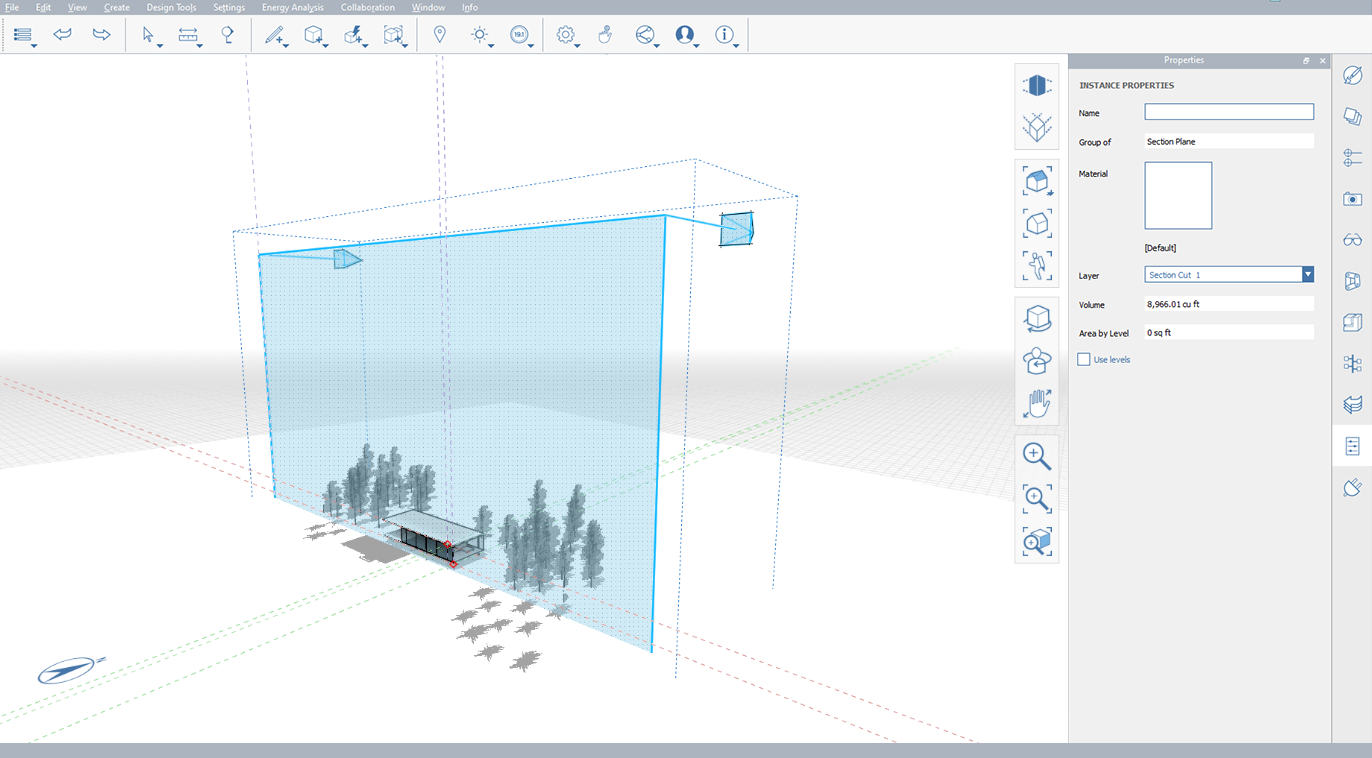 File Edit View Create Design Tools Settings Energy Analysis Collaboration Window Info
19.1
Properties
INSTANCE PROPERTIES
Name
Group of Section Plane
Material
[Default]
Layer Section Cut 1
Volume 8,966.01 cu ft
Area by Level 0 sq ft
Use levels